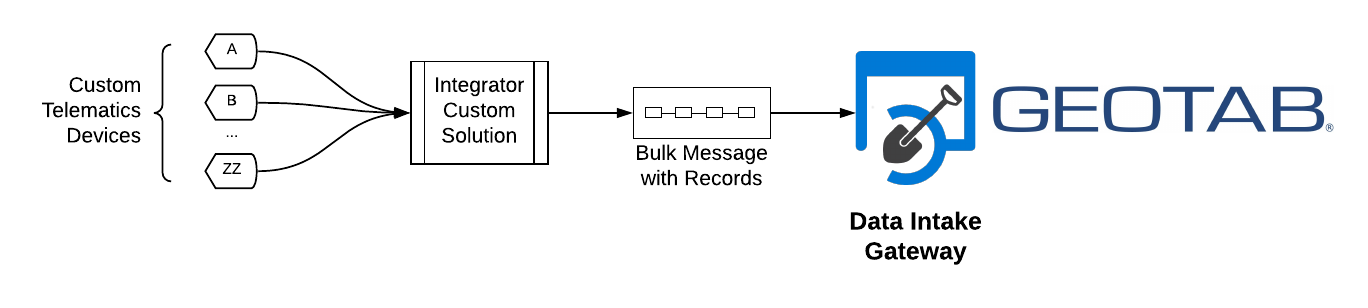 Custom
Telematics
Devices
A
B
...
ZZ
Integrator
Custom
Solution
Bulk Message
with Records
GEOTAB®
Data Intake
Gateway